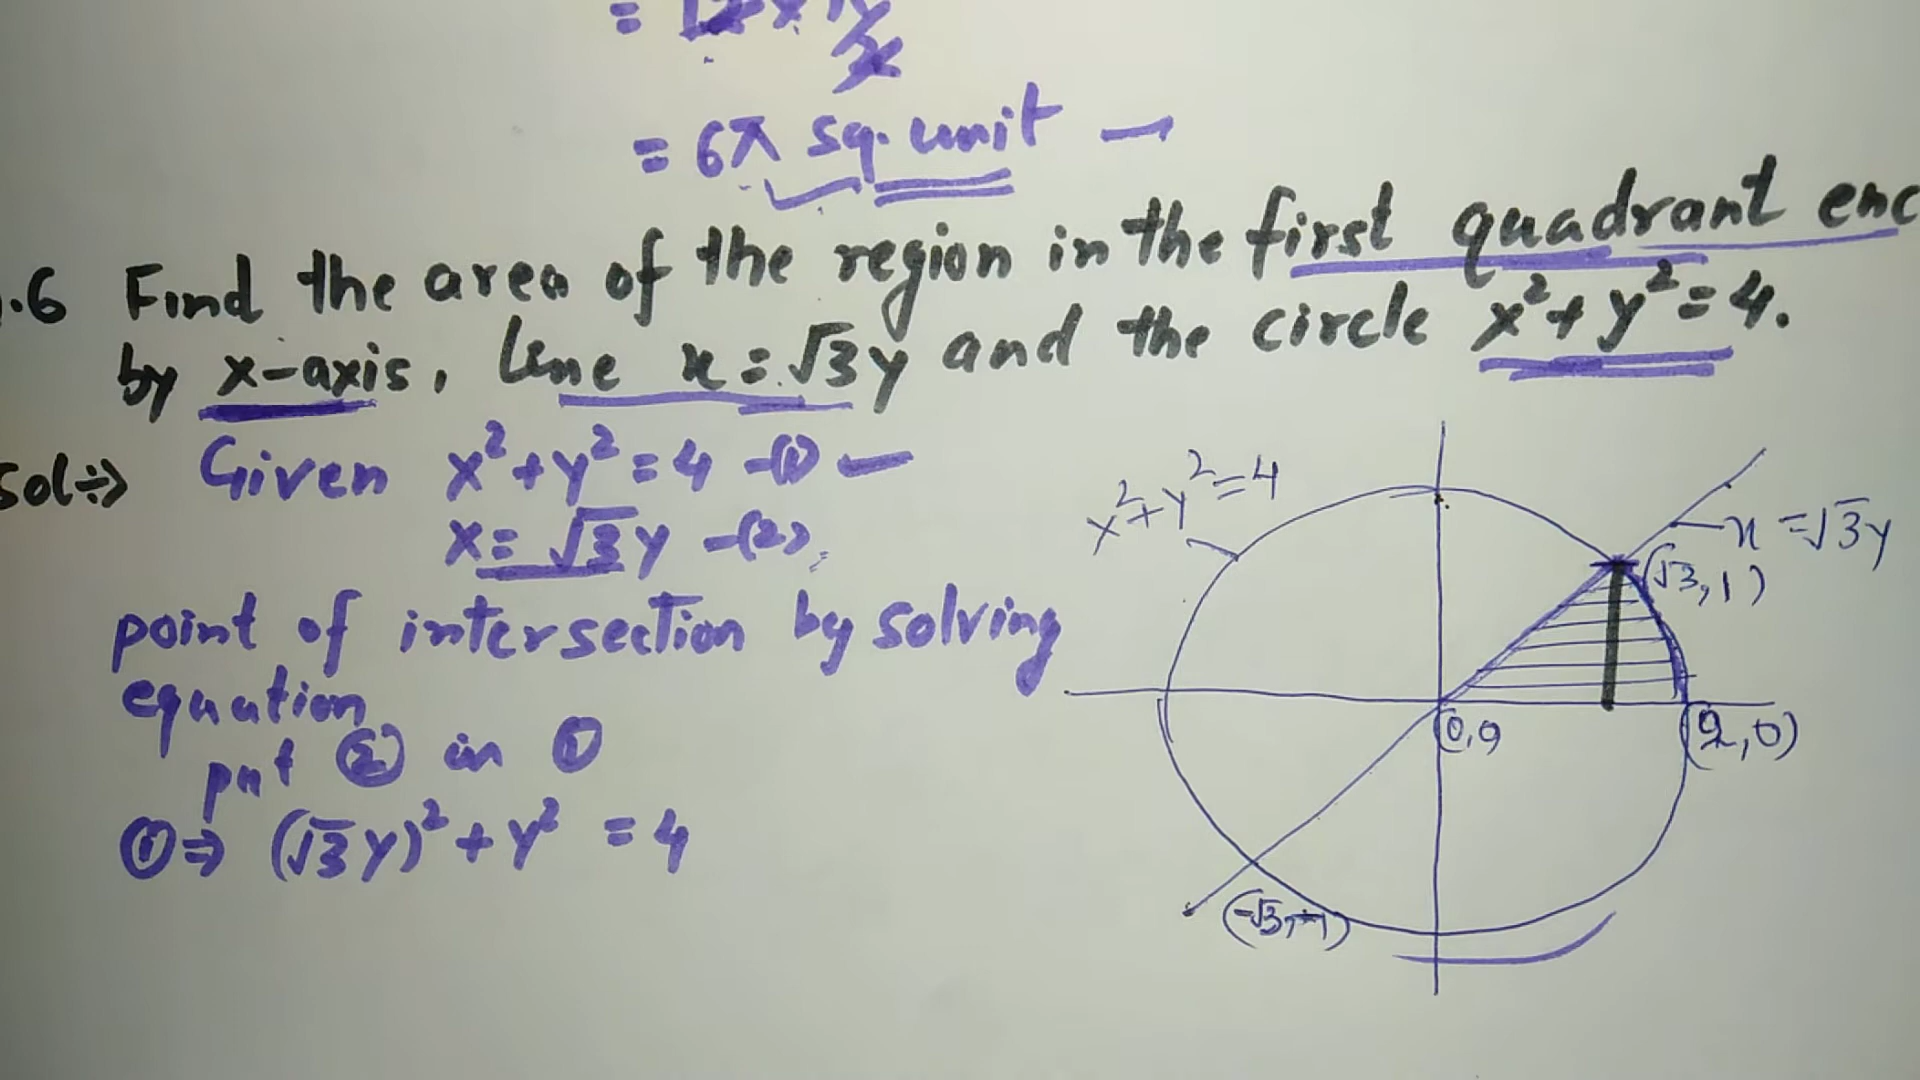 = 6π sq. unit
.6 Find the area of the region in the first quadrant enc
by x-axis, line x = √3y and the circle x² + y² = 4.
Sol÷⇒ Given x² + y² = 4 -(1)
x = √3 y -(2)
point of intersection by solving
equation
put ② in ①
①⇒ (√3 y)² + y² = 4
x² + y² = 4
x = √3y
(√3, 1)
(0,0
(2,0)
(-√3, -1)